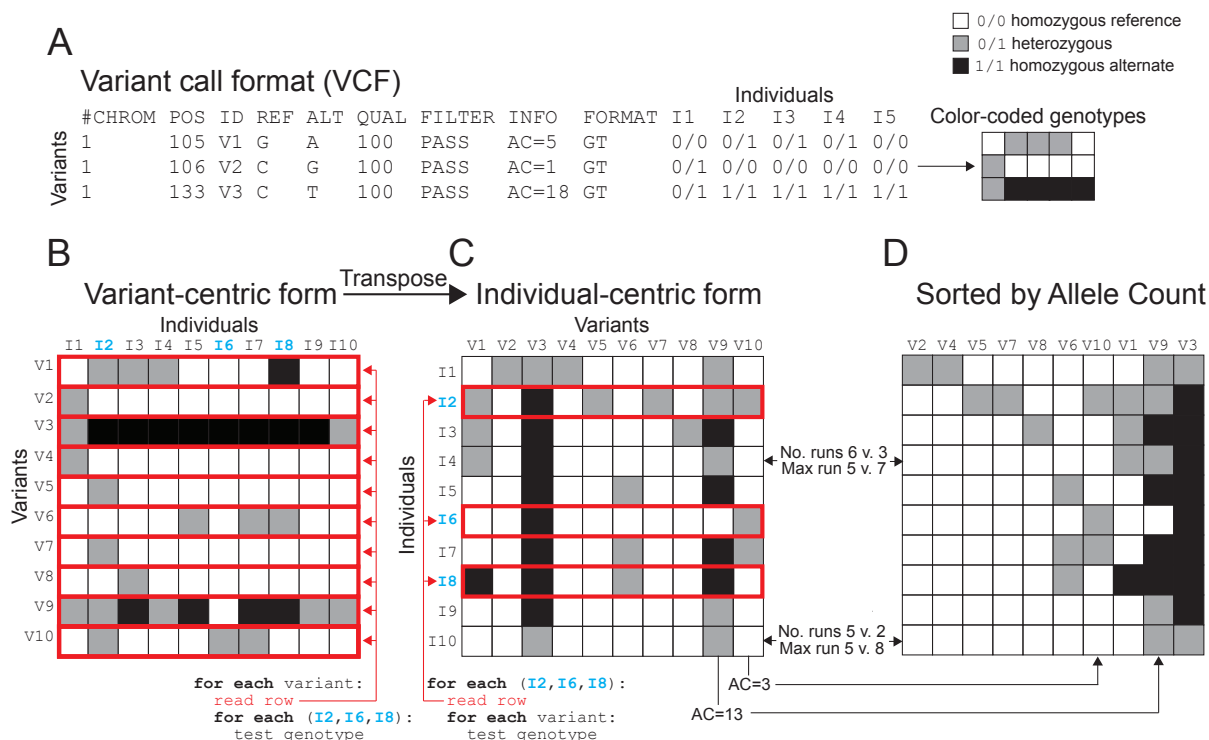 0/0 homozygous reference
0/1 heterozygous
1/1 homozygous alternate
A
Variant call format (VCF)
Individuals
#CHROM POS ID REF ALT QUAL FILTER INFO FORMAT I1 I2 I3 I4 I5
Color-coded genotypes
Variants
1 105 V1 G A 100 PASS AC=5 GT 0/0 0/1 0/1 0/1 0/0
1 106 V2 C G 100 PASS AC=1 GT 0/1 0/0 0/0 0/0 0/0
1 133 V3 C T 100 PASS AC=18 GT 0/1 1/1 1/1 1/1 1/1
B
Variant-centric form
Transpose
C
Individual-centric form
D
Sorted by Allele Count
Individuals
I1 I2 I3 I4 I5 I6 I7 I8 I9 I10
Variants
V1
V2
V3
V4
V5
V6
V7
V8
V9
V10
for each variant:
read row
for each (I2,I6,I8):
test genotype
Variants
V1 V2 V3 V4 V5 V6 V7 V8 V9 V10
Individuals
I1
I2
I3
I4
I5
I6
I7
I8
I9
I10
for each (I2,I6,I8):
read row
for each variant:
test genotype
No. runs 6 v. 3
Max run 5 v. 7
No. runs 5 v. 2
Max run 5 v. 8
AC=3
AC=13
V2 V4 V5 V7 V8 V6 V10 V1 V9 V3